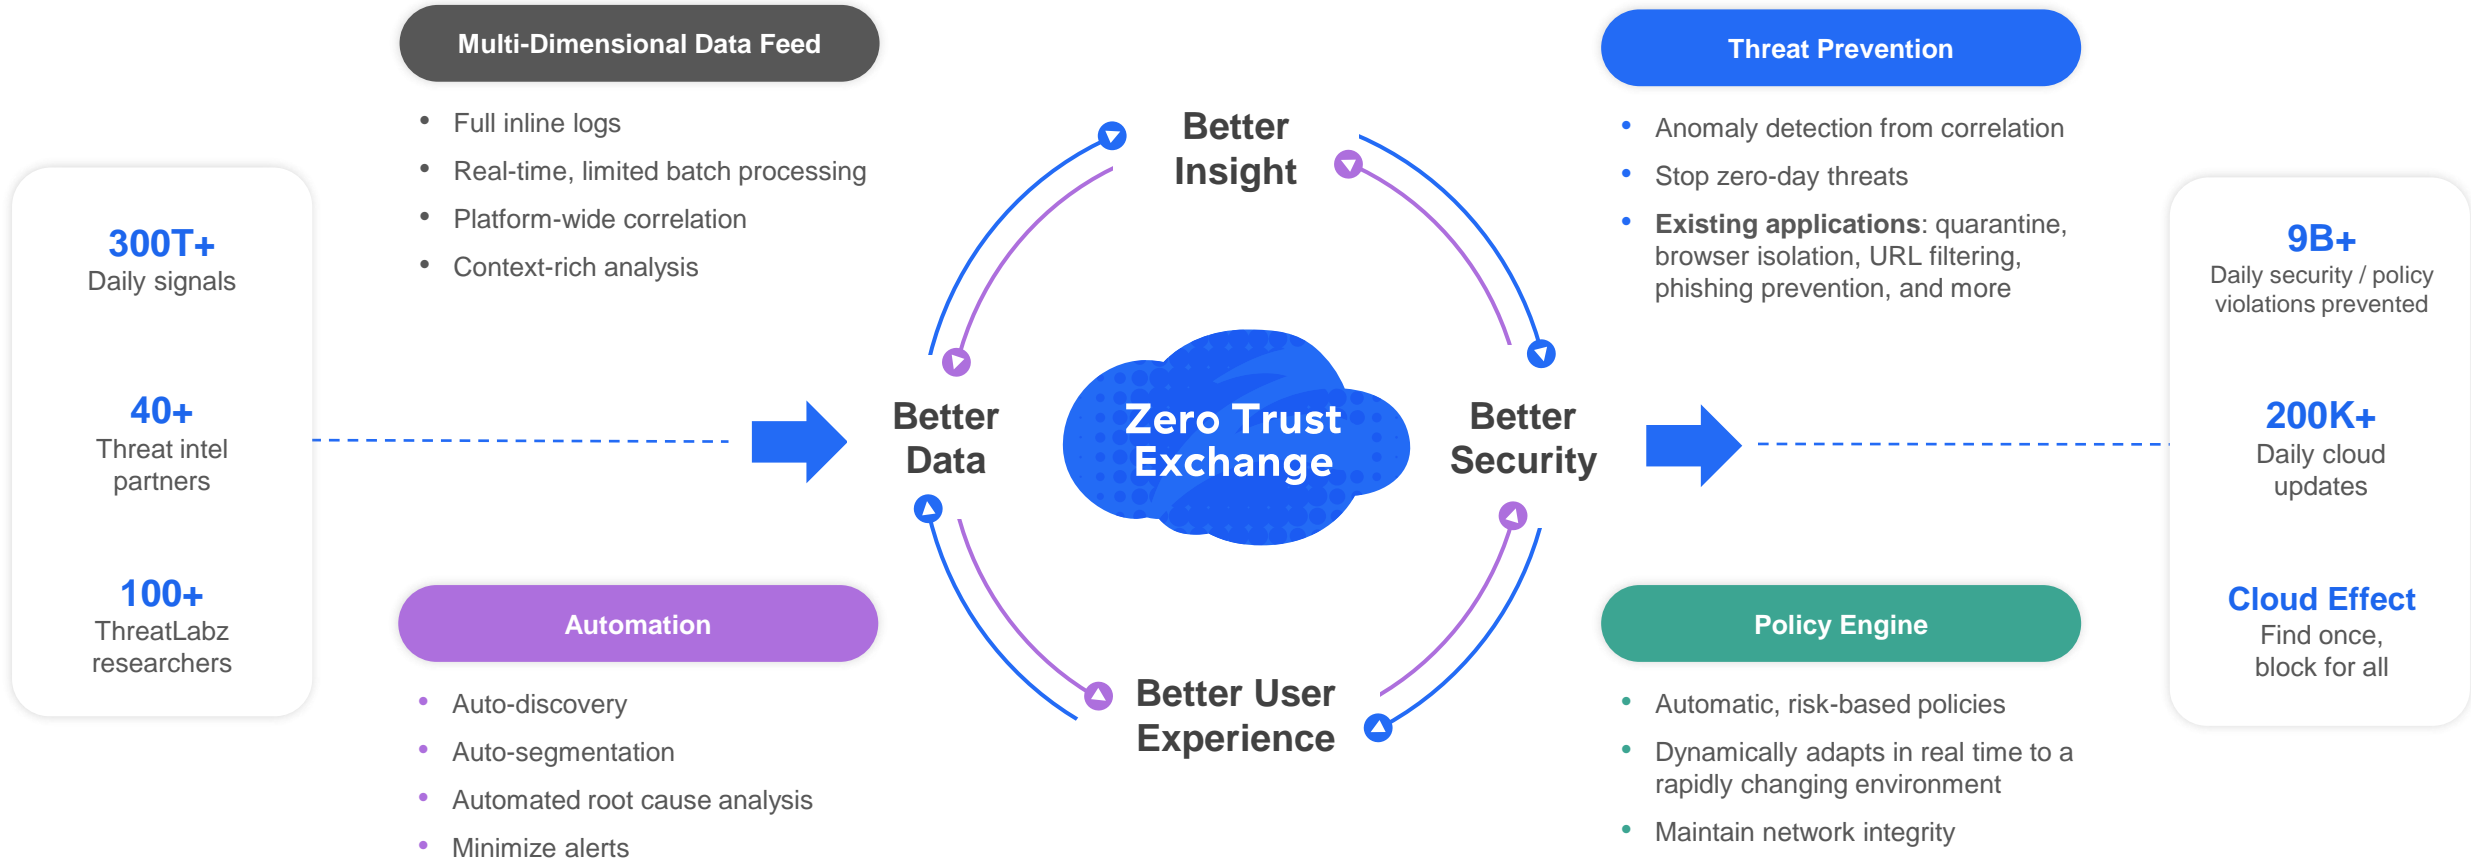 300T+
Daily signals
40+
Threat intel
partners
100+
ThreatLabz
researchers
Multi-Dimensional Data Feed
• Full inline logs
• Real-time, limited batch processing
• Platform-wide correlation
• Context-rich analysis
Automation
• Auto-discovery
• Auto-segmentation
• Automated root cause analysis
• Minimize alerts
Better
Insight
Better
Data
Zero Trust
Exchange
Better
Security
Better User
Experience
Threat Prevention
• Anomaly detection from correlation
• Stop zero-day threats
• Existing applications: quarantine,
browser isolation, URL filtering,
phishing prevention, and more
Policy Engine
• Automatic, risk-based policies
• Dynamically adapts in real time to a
rapidly changing environment
• Maintain network integrity
9B+
Daily security / policy
violations prevented
200K+
Daily cloud
updates
Cloud Effect
Find once,
block for all